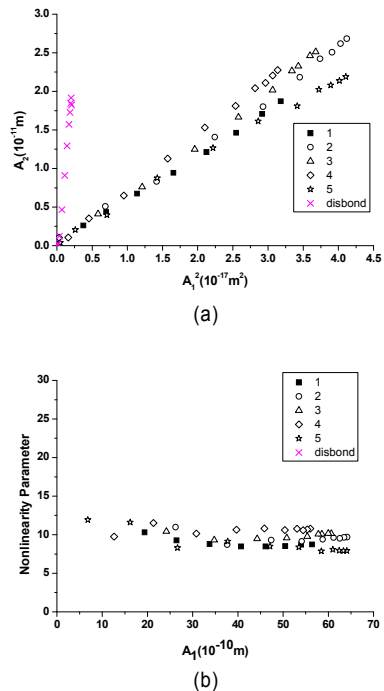 (a)
3.0
2.5
2.0
1.5
1.0
0.5
0.0
A₂ (10⁻¹¹m)
1
2
3
4
5
disbond
0.0 0.5 1.0 1.5 2.0 2.5 3.0 3.5 4.0 4.5
A₁²(10⁻¹⁷m²)
(a)
30
25
20
15
10
5
0
Nonlinearity Parameter
1
2
3
4
5
disbond
0 10 20 30 40 50 60 70
A₁(10⁻¹⁰m)
(b)